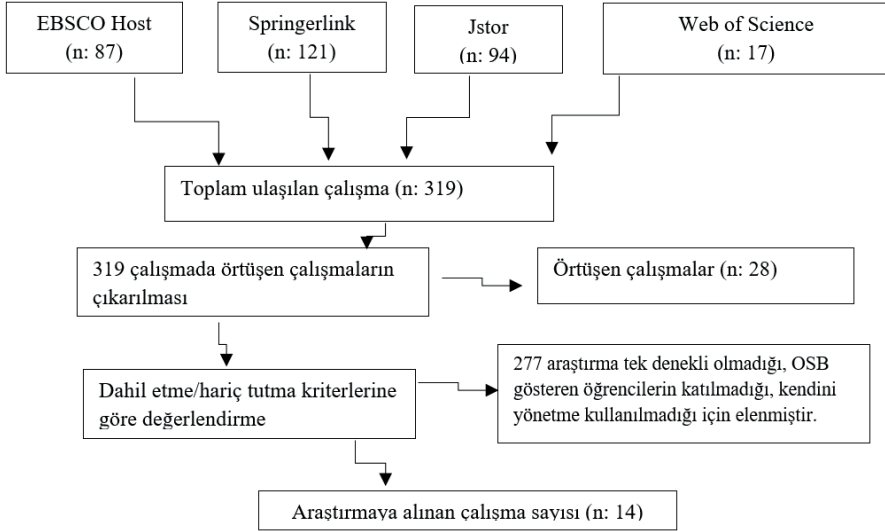 EBSCO Host
(n: 87)
Springerlink
(n: 121)
Jstor
(n: 94)
Web of Science
(n: 17)
Toplam ulaşılan çalışma (n: 319)
319 çalışmada örtüşen çalışmaların
çıkarılması
Örtüşen çalışmalar (n: 28)
Dahil etme/hariç tutma kriterlerine
göre değerlendirme
277 araştırma tek denekli olmadığı, OSB
gösteren öğrencilerin katılmadığı, kendini
yönetme kullanılmadığı için elenmiştir.
Araştırmaya alınan çalışma sayısı (n: 14)